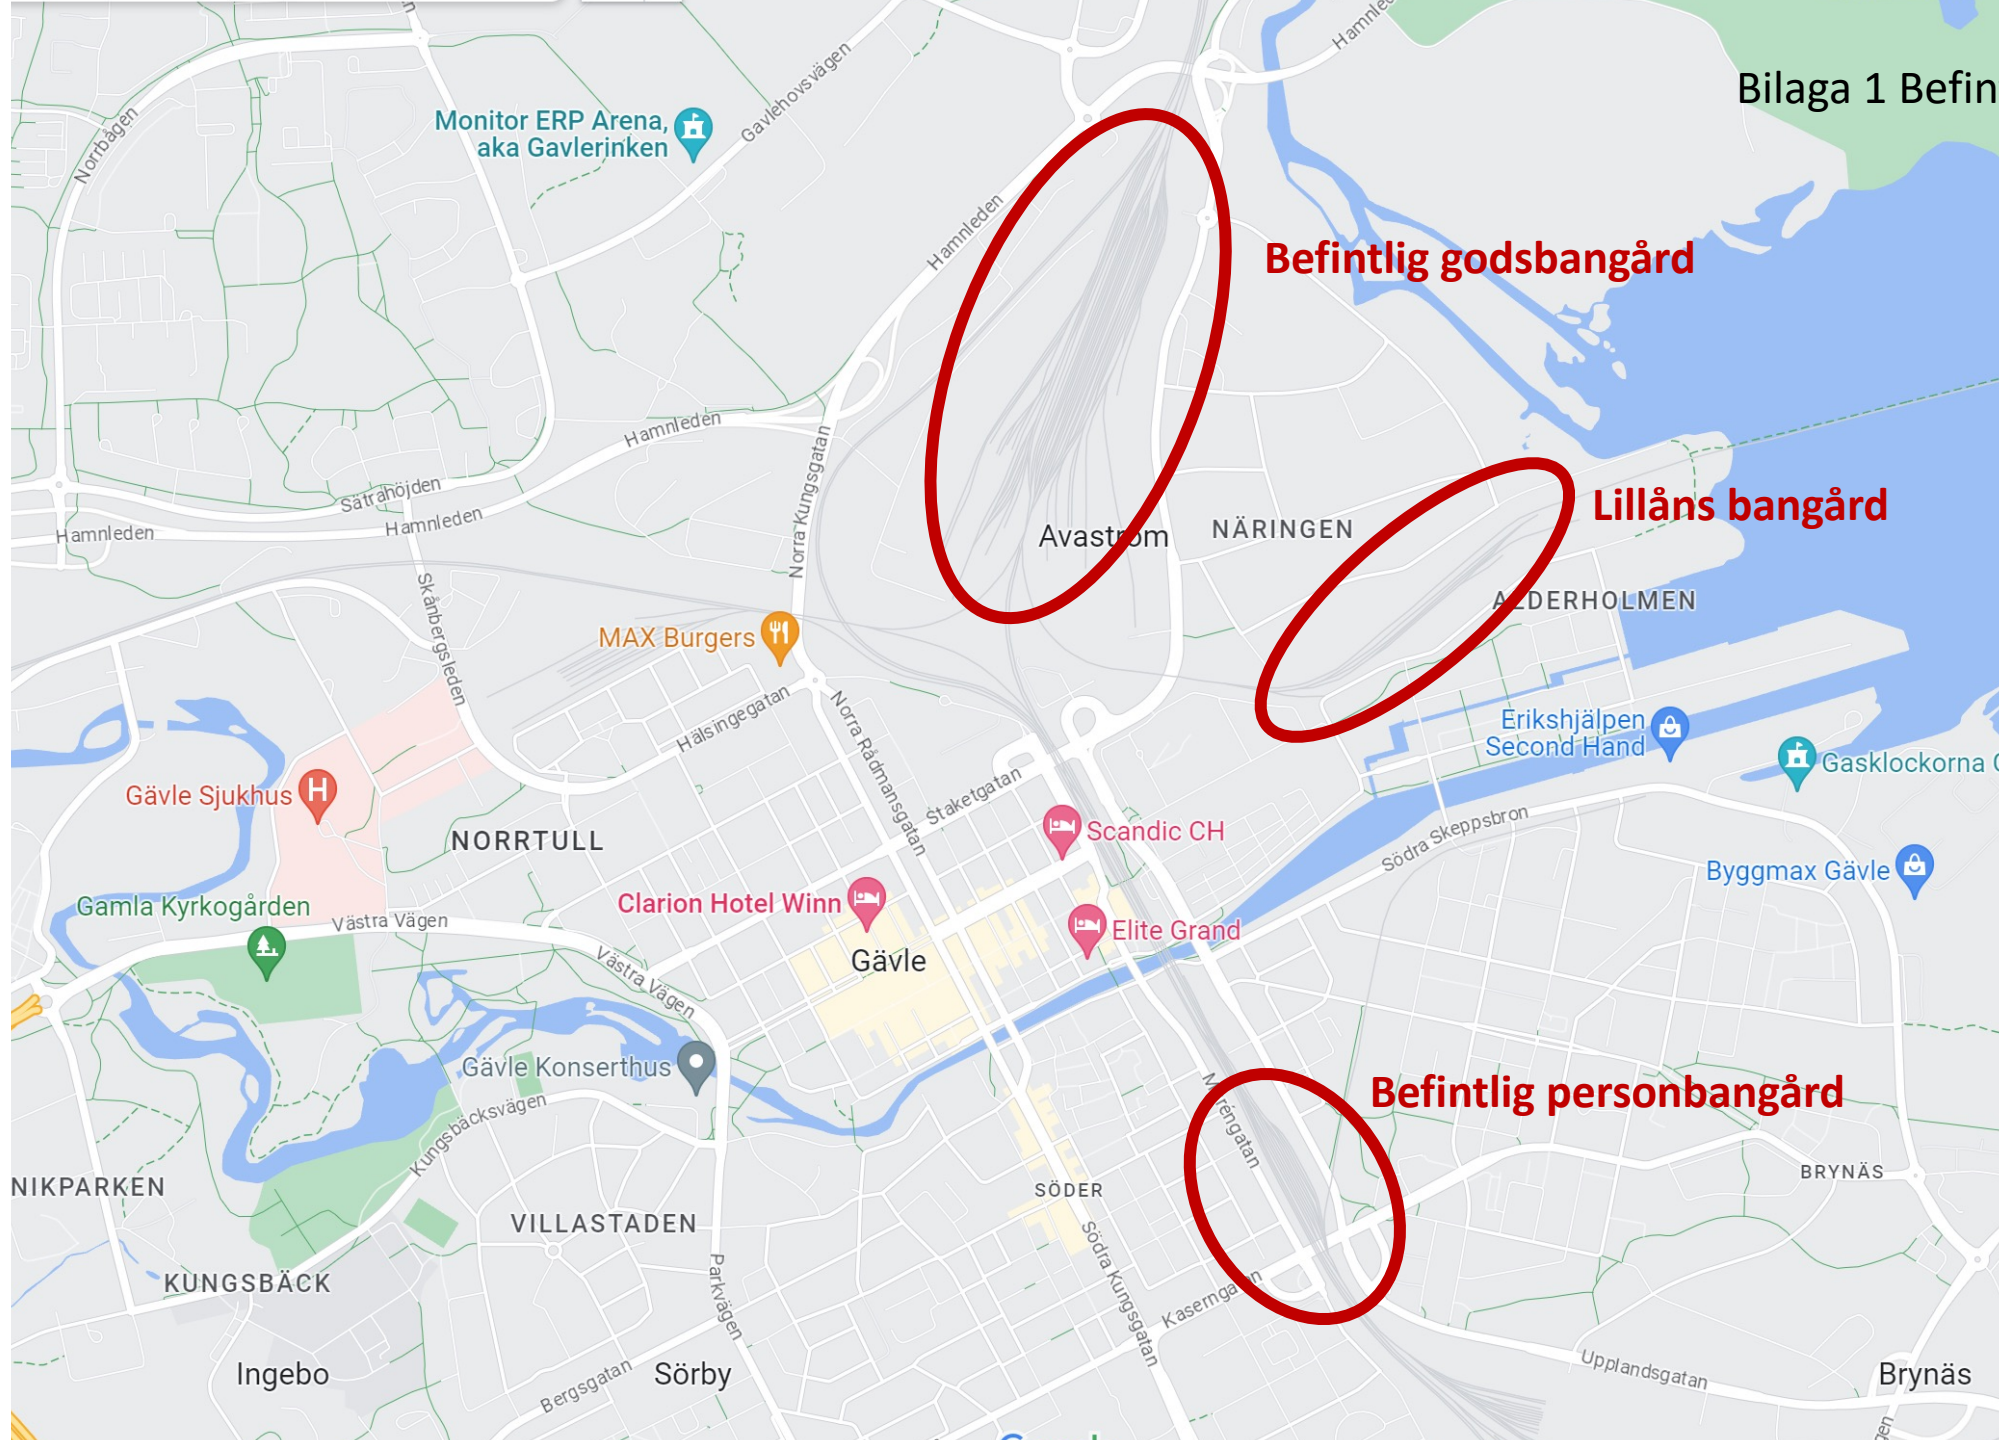 Hamnleden
Bilaga 1 Befin
Monitor ERP Arena,
aka Gavlerinken
Gavlehovsvägen
Norrbågen
Hamnleden
Befintlig godsbangård
Hamnleden
Norra Kungsgatan
Sätrahöjden
Hamnleden
Hamnleden
Lillåns bangård
Avaström
NÄRINGEN
ALDERHOLMEN
Skånbergsleden
MAX Burgers
Hälsingegatan
Norra Rådmansgatan
Erikshjälpen
Second Hand
Gasklockorna
Gävle Sjukhus
H
Staketgatan
Scandic CH
Södra Skeppsbron
NORRTULL
Byggmax Gävle
Clarion Hotel Winn
Gamla Kyrkogården
Västra Vägen
Elite Grand
Gävle
Västra Vägen
Gävle Konserthus
Befintlig personbangård
Kungsbäcksvägen
NIKPARKEN
SÖDER
BRYNÄS
VILLASTADEN
Södra Kungsgatan
Parkvägen
KUNGSBÄCK
Kaserngatan
Ingebo
Sörby
Bergsgatan
Upplandsgatan
Brynäs